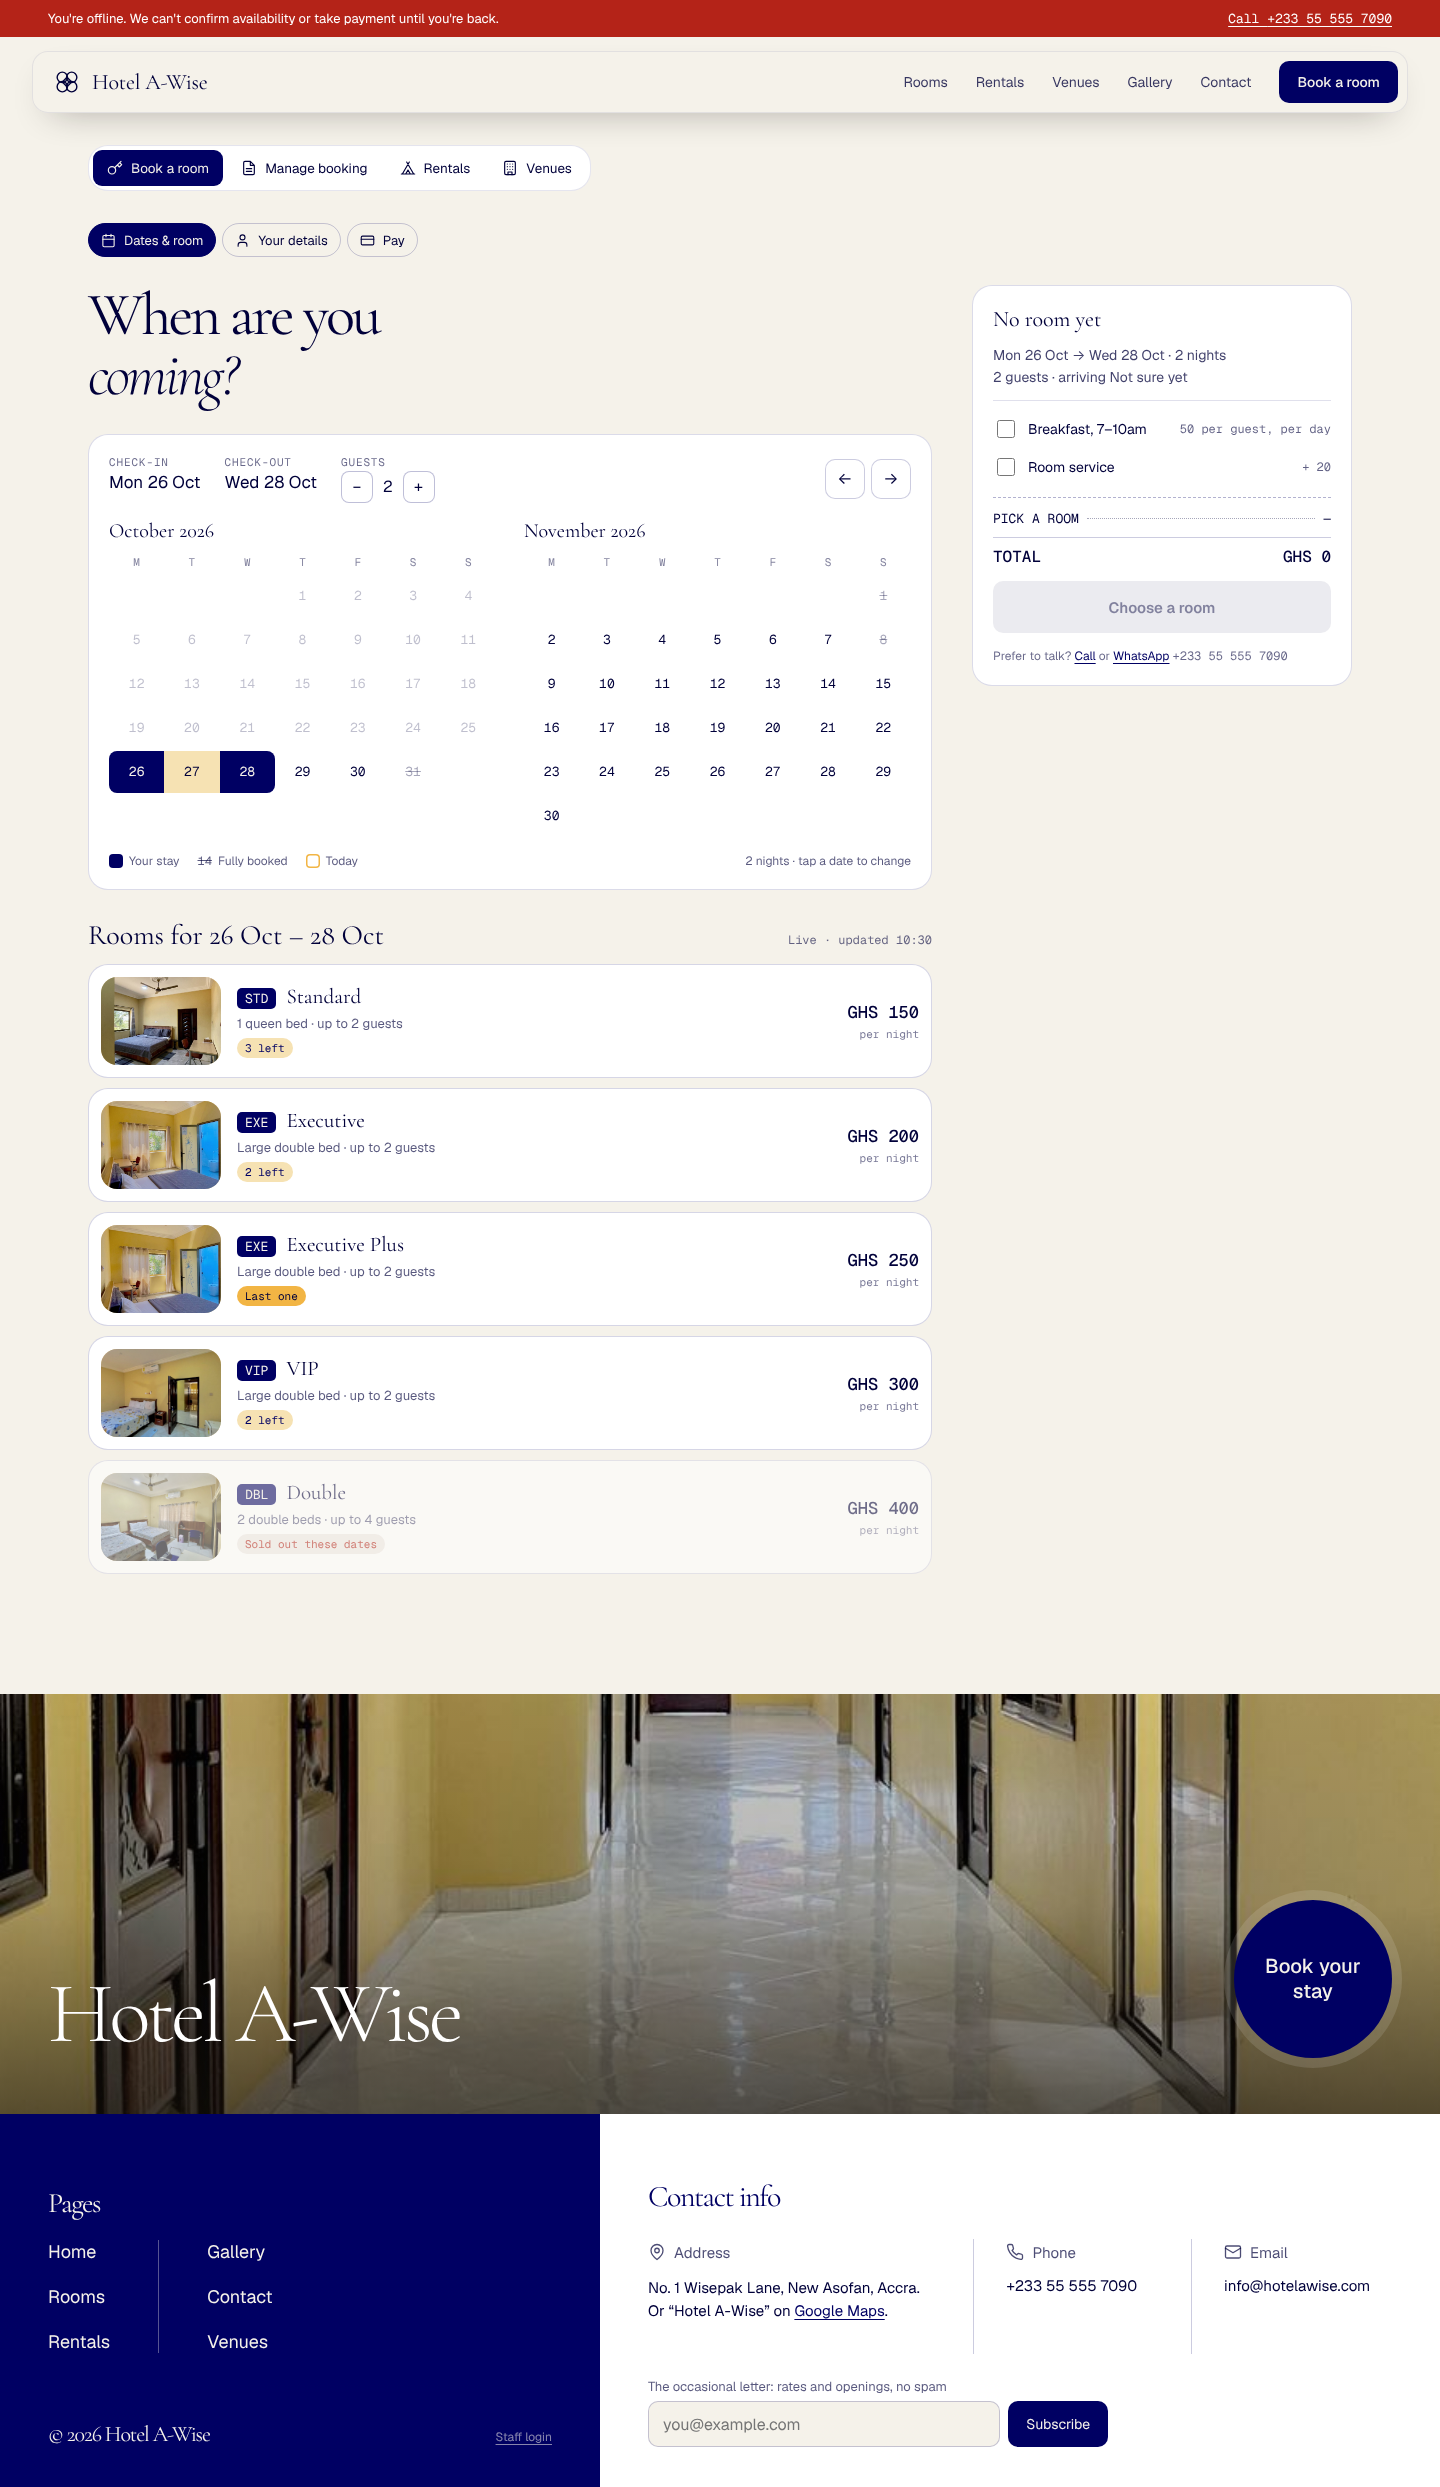 You're offline. We can't confirm availability or take payment until you're back.
Call +233 55 555 7090
Hotel A-Wise
Rooms
Rentals
Venues
Gallery
Contact
Book a room
Book a room
Manage booking
Rentals
Venues
Dates & room
Your details
Pay
When are you
coming?
CHECK-IN
Mon 26 Oct
CHECK-OUT
Wed 28 Oct
GUESTS
− 2 +
← →
October 2026
M T W T F S S
1 2 3 4
5 6 7 8 9 10 11
12 13 14 15 16 17 18
19 20 21 22 23 24 25
26 27 28 29 30 31
November 2026
M T W T F S S
1
2 3 4 5 6 7 8
9 10 11 12 13 14 15
16 17 18 19 20 21 22
23 24 25 26 27 28 29
30
Your stay
14 Fully booked
Today
2 nights · tap a date to change
No room yet
Mon 26 Oct → Wed 28 Oct · 2 nights
2 guests · arriving Not sure yet
Breakfast, 7–10am 50 per guest, per day
Room service + 20
PICK A ROOM —
TOTAL GHS 0
Choose a room
Prefer to talk? Call or WhatsApp +233 55 555 7090
Rooms for 26 Oct – 28 Oct
Live · updated 10:30
STD Standard
1 queen bed · up to 2 guests
3 left
GHS 150
per night
EXE Executive
Large double bed · up to 2 guests
2 left
GHS 200
per night
EXE Executive Plus
Large double bed · up to 2 guests
Last one
GHS 250
per night
VIP VIP
Large double bed · up to 2 guests
2 left
GHS 300
per night
DBL Double
2 double beds · up to 4 guests
Sold out these dates
GHS 400
per night
Hotel A-Wise
Book your
stay
Pages
Home
Rooms
Rentals
Gallery
Contact
Venues
© 2026 Hotel A-Wise
Staff login
Contact info
Address
No. 1 Wisepak Lane, New Asofan, Accra.
Or “Hotel A-Wise” on Google Maps.
Phone
+233 55 555 7090
Email
info@hotelawise.com
The occasional letter: rates and openings, no spam
you@example.com
Subscribe